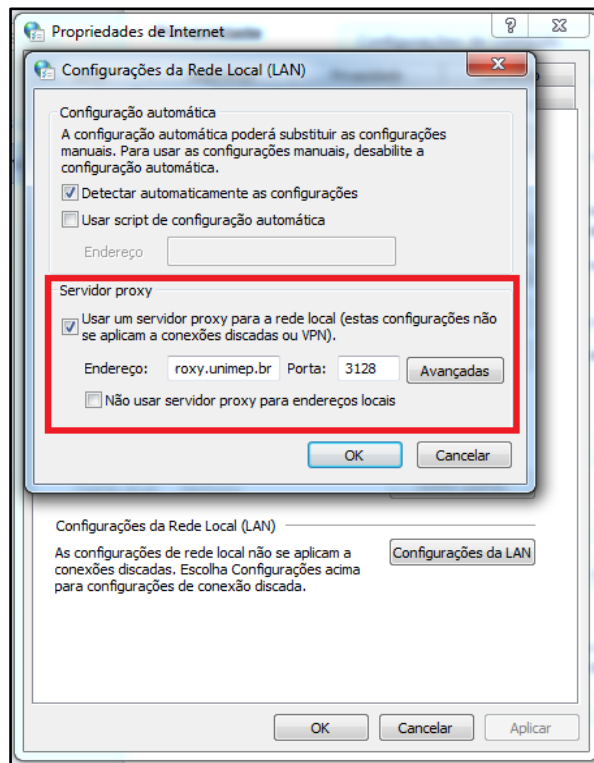 Propriedades de Internet
Configurações da Rede Local (LAN)
Configuração automática
A configuração automática poderá substituir as configurações
manuais. Para usar as configurações manuais, desabilite a
configuração automática.
Detectar automaticamente as configurações
Usar script de configuração automática
Endereço
Servidor proxy
Usar um servidor proxy para a rede local (estas configurações não
se aplicam a conexões discadas ou VPN).
Endereço: roxy.unimep.br Porta: 3128 Avançadas
Não usar servidor proxy para endereços locais
OK Cancelar
Configurações da Rede Local (LAN)
As configurações de rede local não se aplicam a
conexões discadas. Escolha Configurações acima
para configurações de conexão discada.
Configurações da LAN
OK Cancelar Aplicar